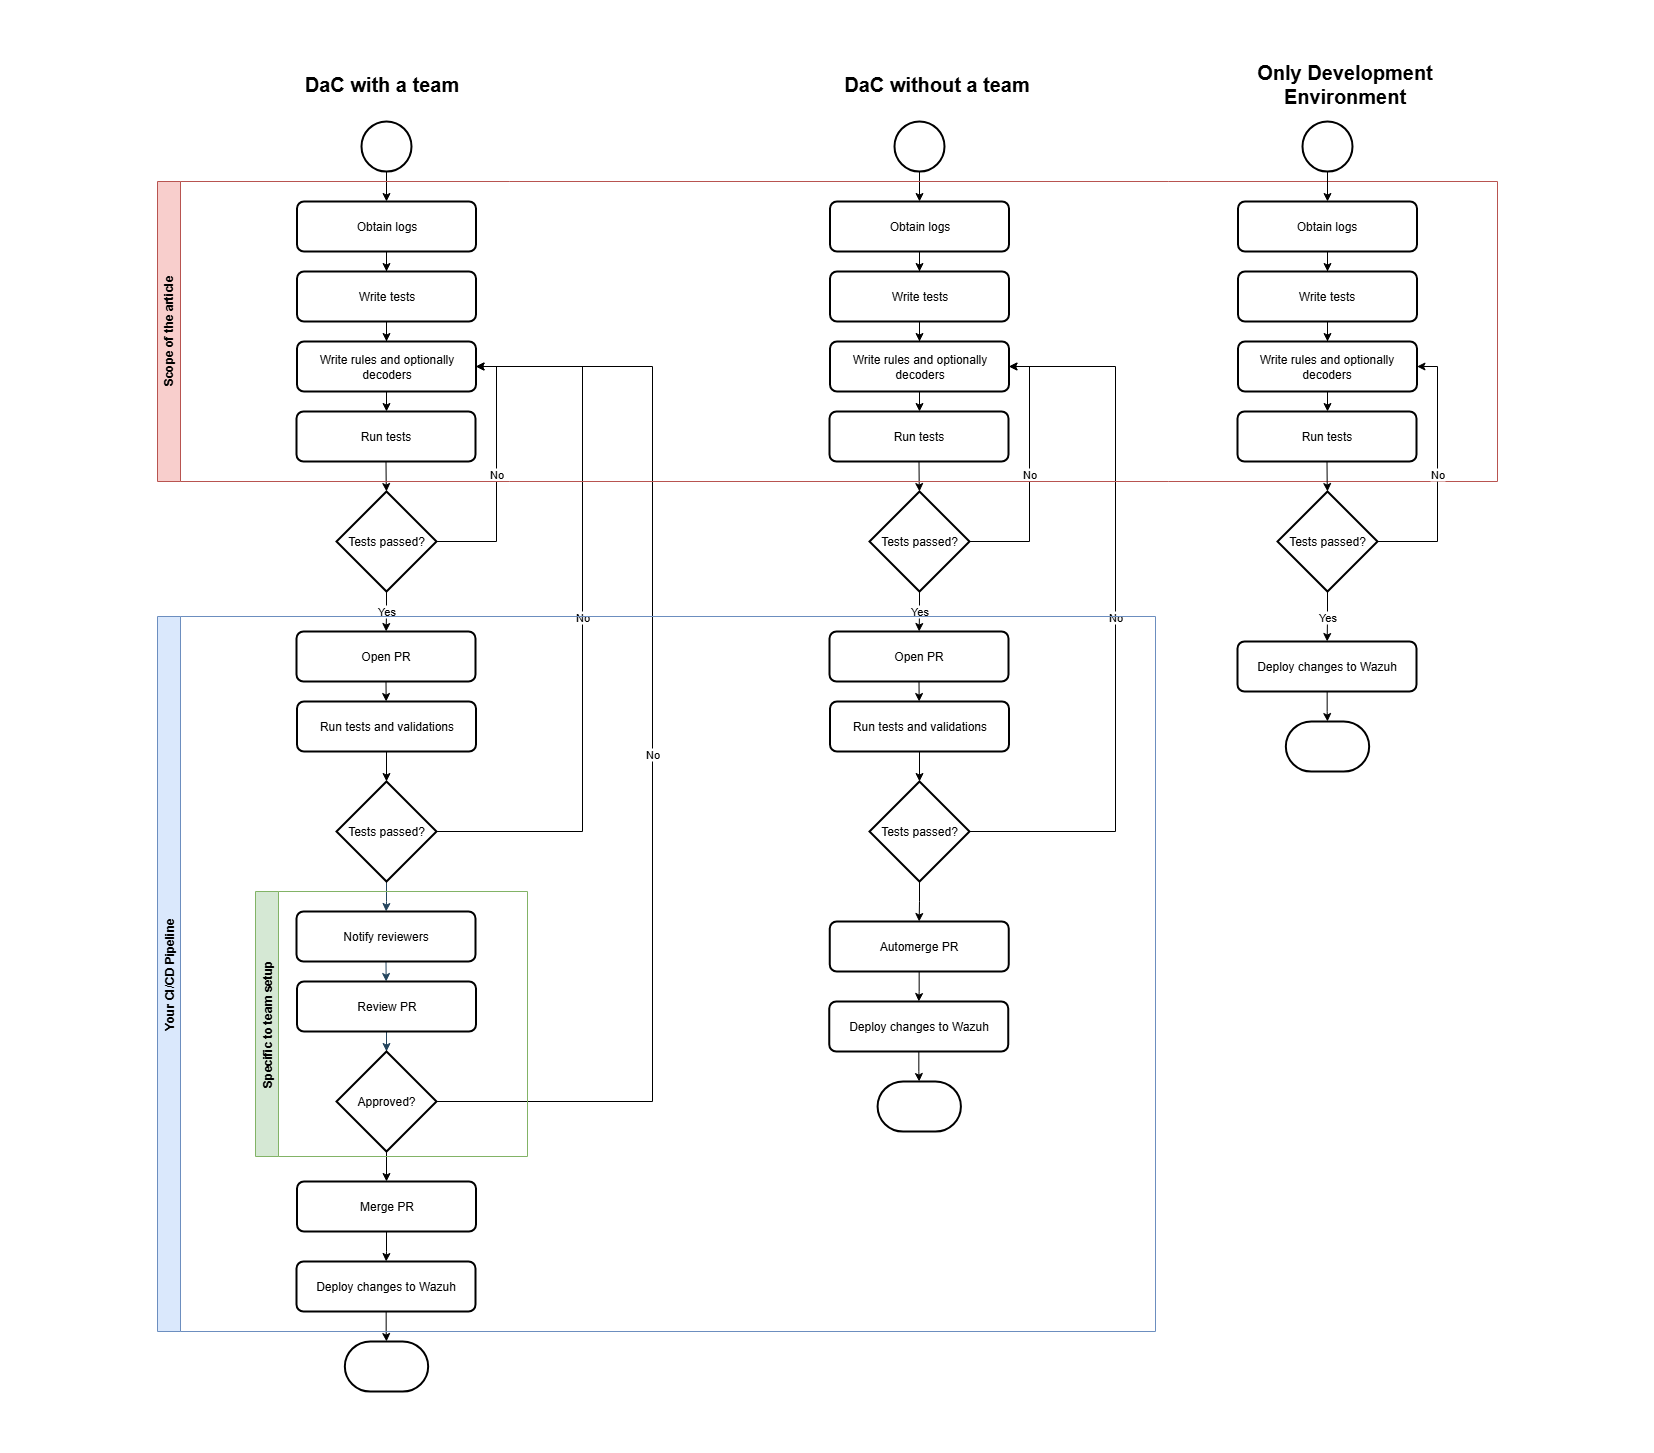 DaC with a team
DaC without a team
Only Development
Environment
Scope of the article
Obtain logs
Obtain logs
Obtain logs
Write tests
Write tests
Write tests
Write rules and optionally
decoders
Write rules and optionally
decoders
Write rules and optionally
decoders
Run tests
Run tests
Run tests
No
No
No
Tests passed?
Tests passed?
Tests passed?
Yes
No
Yes
No
Yes
Your CI/CD Pipeline
Open PR
Open PR
Deploy changes to Wazuh
Run tests and validations
Run tests and validations
No
Tests passed?
Tests passed?
Specific to team setup
Notify reviewers
Automerge PR
Review PR
Deploy changes to Wazuh
Approved?
Merge PR
Deploy changes to Wazuh